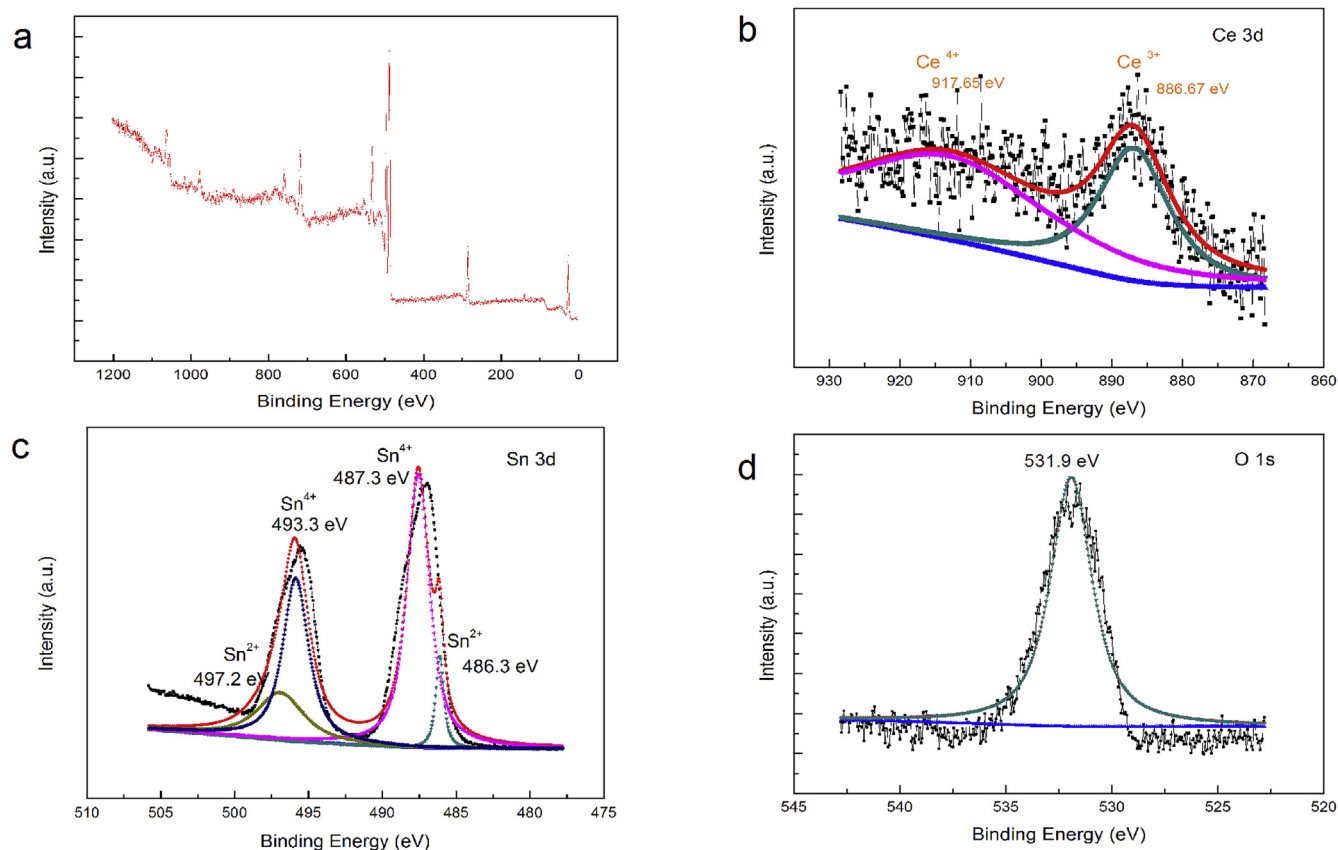 a
Intensity (a.u.)
1200 1000 800 600 400 200 0
Binding Energy (eV)
b
Ce 3d
Ce 4+
917.65 eV
Ce 3+
886.67 eV
Intensity (a.u.)
930 920 910 900 890 880 870 860
Binding Energy (eV)
c
Sn 3d
Sn4+
487.3 eV
Sn4+
493.3 eV
Sn2+
497.2 eV
Sn2+
486.3 eV
Intensity (a.u.)
510 505 500 495 490 485 480 475
Binding Energy (eV)
d
531.9 eV
O 1s
Intensity (a.u.)
545 540 535 530 525 520
Binding Energy (eV)